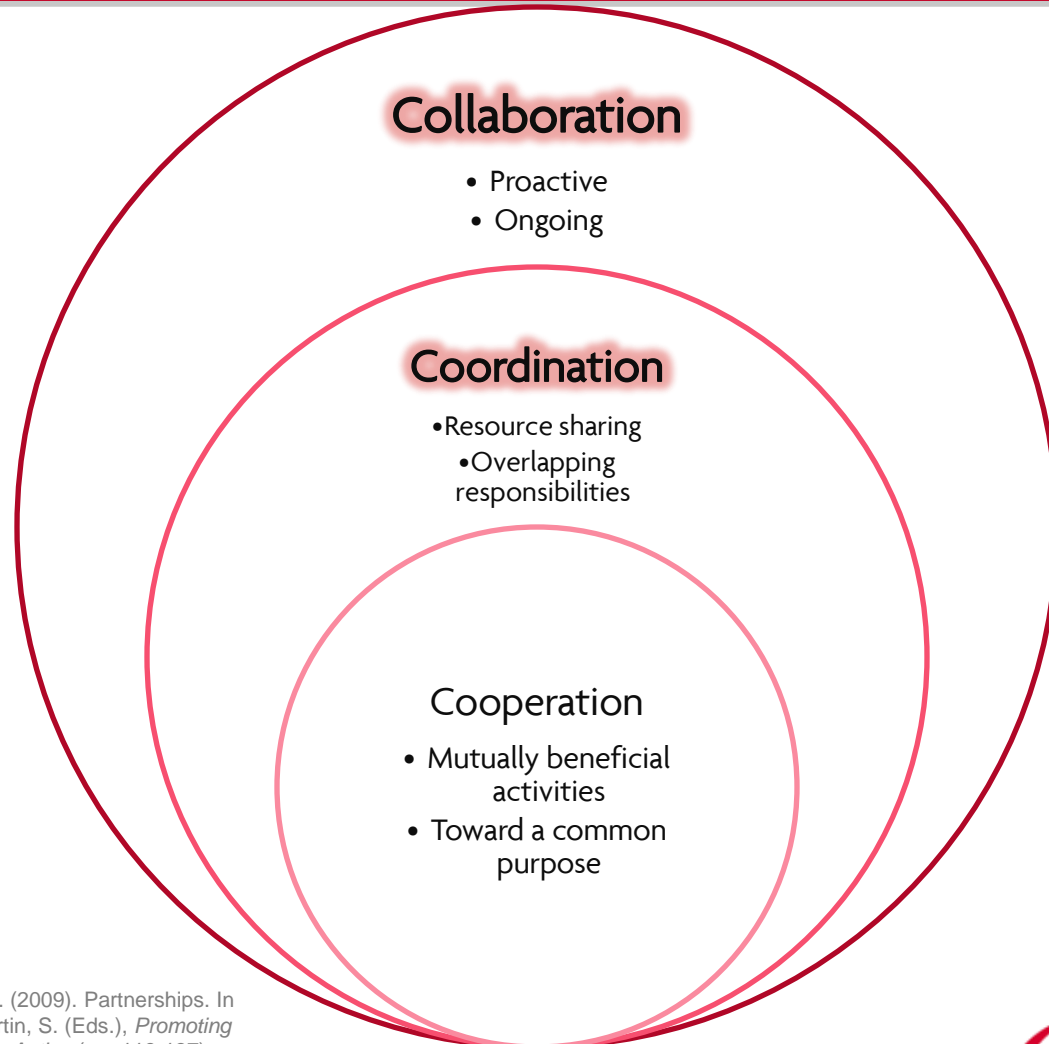 Collaboration
• Proactive
• Ongoing
Coordination
•Resource sharing
•Overlapping
responsibilities
Cooperation
• Mutually beneficial
activities
• Toward a common
purpose
. (2009). Partnerships. In
tin, S. (Eds.), Promoting